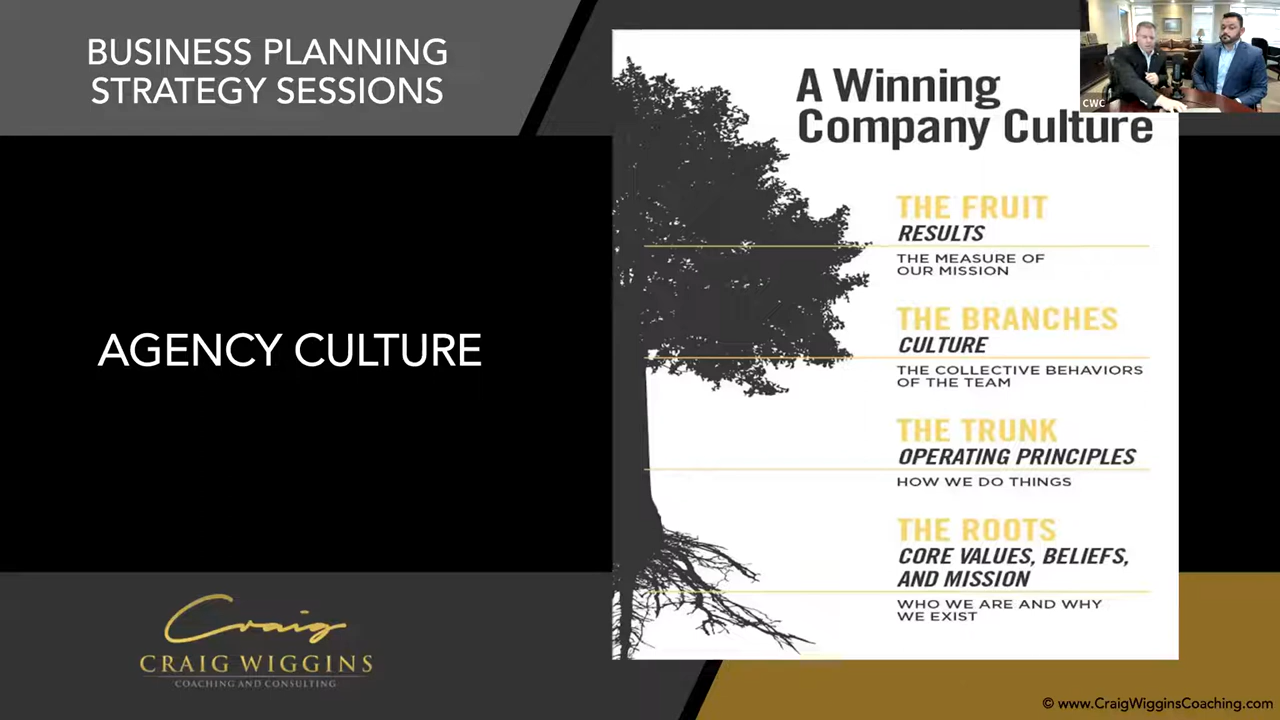 BUSINESS PLANNING
STRATEGY SESSIONS
AGENCY CULTURE
Craig
CRAIG WIGGINS
COACHING AND CONSULTING
A Winning
Company Culture
THE FRUIT
RESULTS
THE MEASURE OF
OUR MISSION
THE BRANCHES
CULTURE
THE COLLECTIVE BEHAVIORS
OF THE TEAM
THE TRUNK
OPERATING PRINCIPLES
HOW WE DO THINGS
THE ROOTS
CORE VALUES, BELIEFS,
AND MISSION
WHO WE ARE AND WHY
WE EXIST
CWC
© www.CraigWigginsCoaching.com